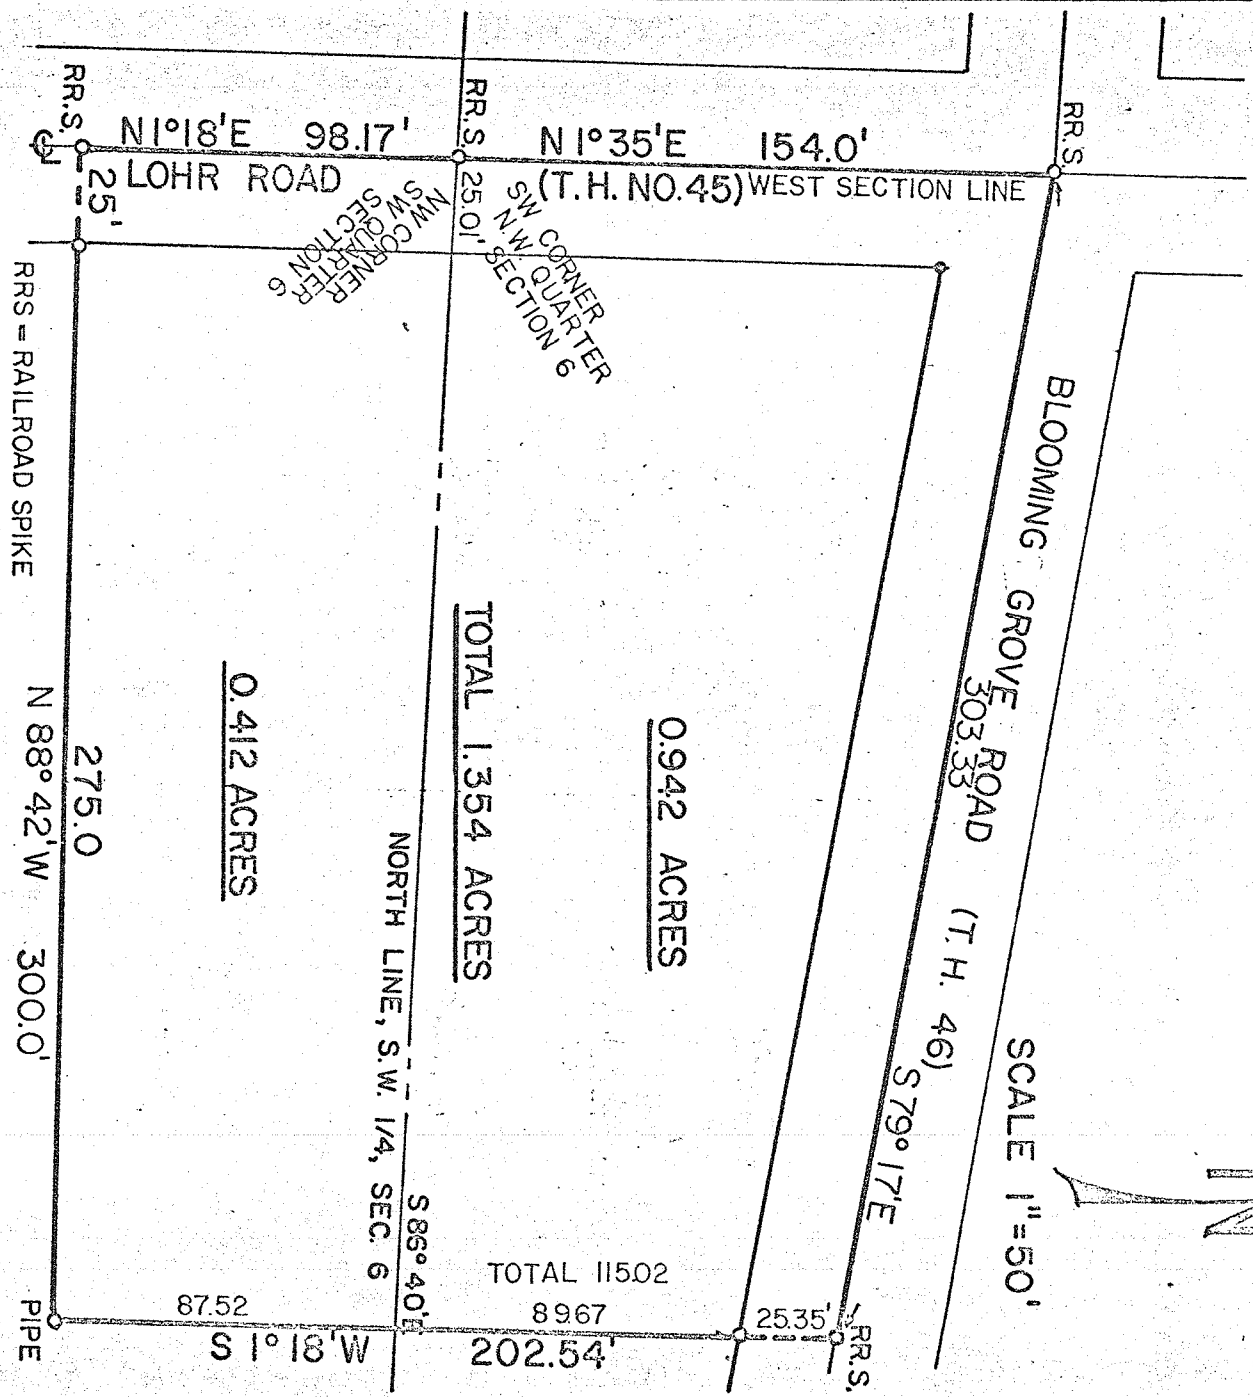 RR.S.
N 1°18'E 98.17'
RR.S
N 1°35'E 154.0'
RR.S
LOHR ROAD
(T.H. NO.45) WEST SECTION LINE
25'
25.01'
NW CORNER
SW QUARTER
SECTION 6
SW CORNER
N.W. QUARTER
SECTION 6
BLOOMING GROVE ROAD (T.H. 46)
303.33
S 79° 17'E
SCALE 1"=50'
N
0.942 ACRES
TOTAL 1.354 ACRES
0.412 ACRES
NORTH LINE, S.W. 1/4, SEC. 6
S 86° 40'E
RRS = RAILROAD SPIKE
275.0
N 88° 42'W 300.0'
PIPE
TOTAL 115.02
87.52
89.67
25.35'
S 1° 18'W 202.54'
RR.S.